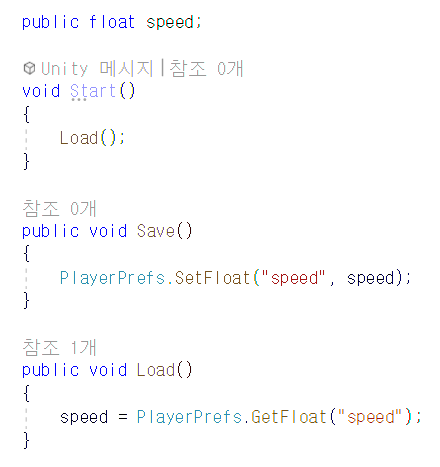 public float speed;
Unity 메시지 | 참조 0개
void Start()
{
Load();
}
참조 0개
public void Save()
{
PlayerPrefs.SetFloat("speed", speed);
}
참조 1개
public void Load()
{
speed = PlayerPrefs.GetFloat("speed");
}